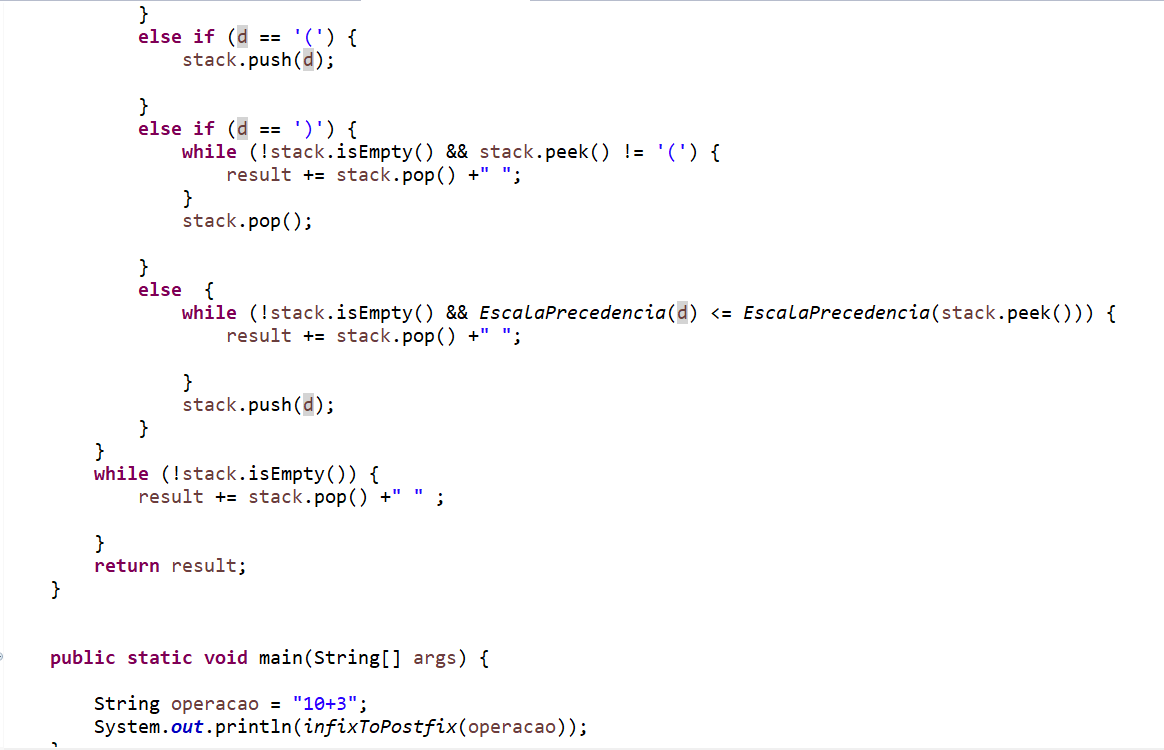 }
else if (d == '(') {
stack.push(d);
}
else if (d == ')') {
while (!stack.isEmpty() && stack.peek() != '(') {
result += stack.pop() +" ";
}
stack.pop();
}
else  {
while (!stack.isEmpty() && EscalaPrecedencia(d) <= EscalaPrecedencia(stack.peek())) {
result += stack.pop() +" ";
}
stack.push(d);
}
}
while (!stack.isEmpty()) {
result += stack.pop() +" " ;
}
return result;
}
public static void main(String[] args) {
String operacao = "10+3";
System.out.println(infixToPostfix(operacao));
}